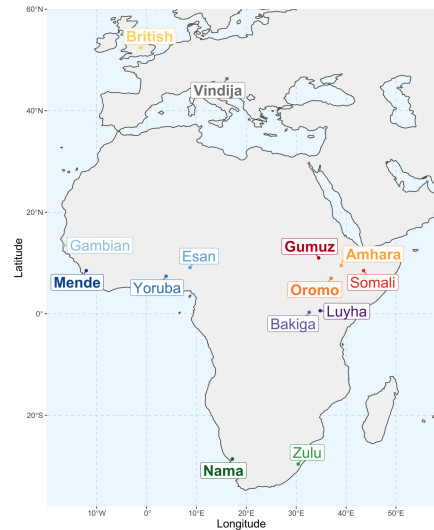 60°N
British
Vindija
40°N
20°N
Gambian
Esan
Gumuz
Amhara
Mende
Yoruba
Oromo
Somali
0°
Bakiga
Luyha
20°S
Zulu
Nama
10°W
0°
10°E
20°E
30°E
40°E
50°E
Longitude
Latitude